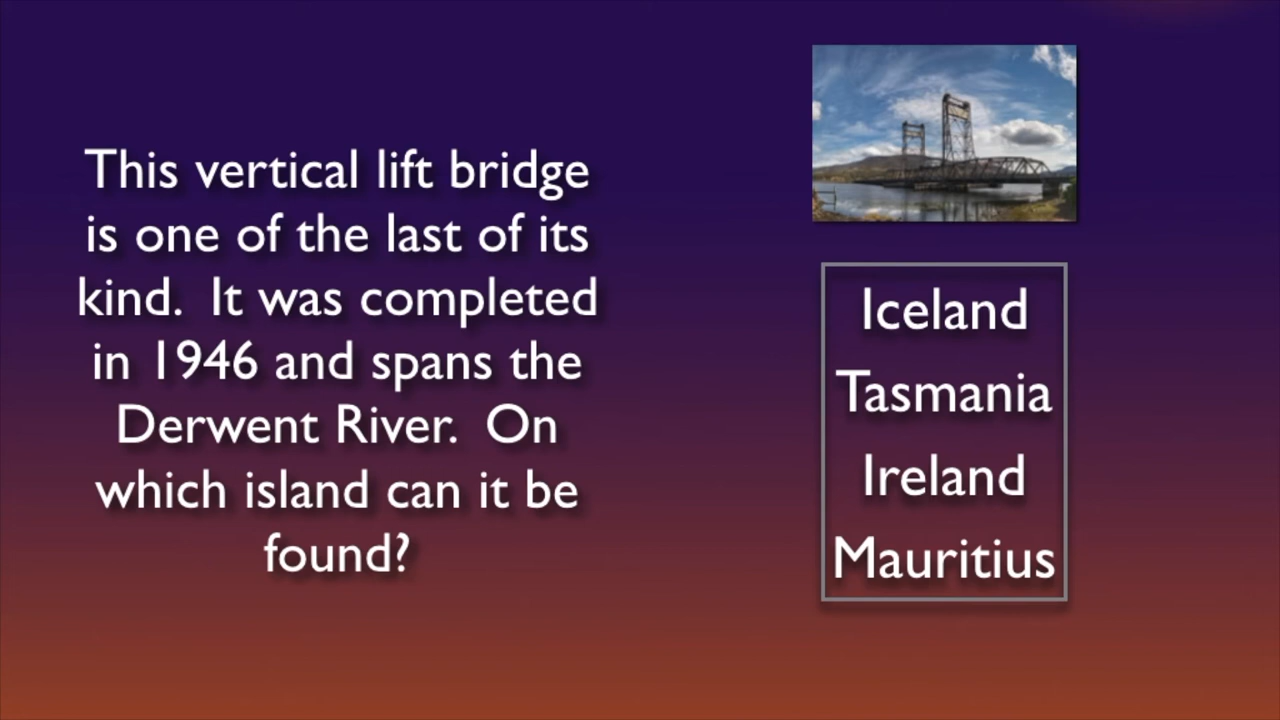 This vertical lift bridge
is one of the last of its
kind. It was completed
in 1946 and spans the
Derwent River. On
which island can it be
found?
Iceland
Tasmania
Ireland
Mauritius